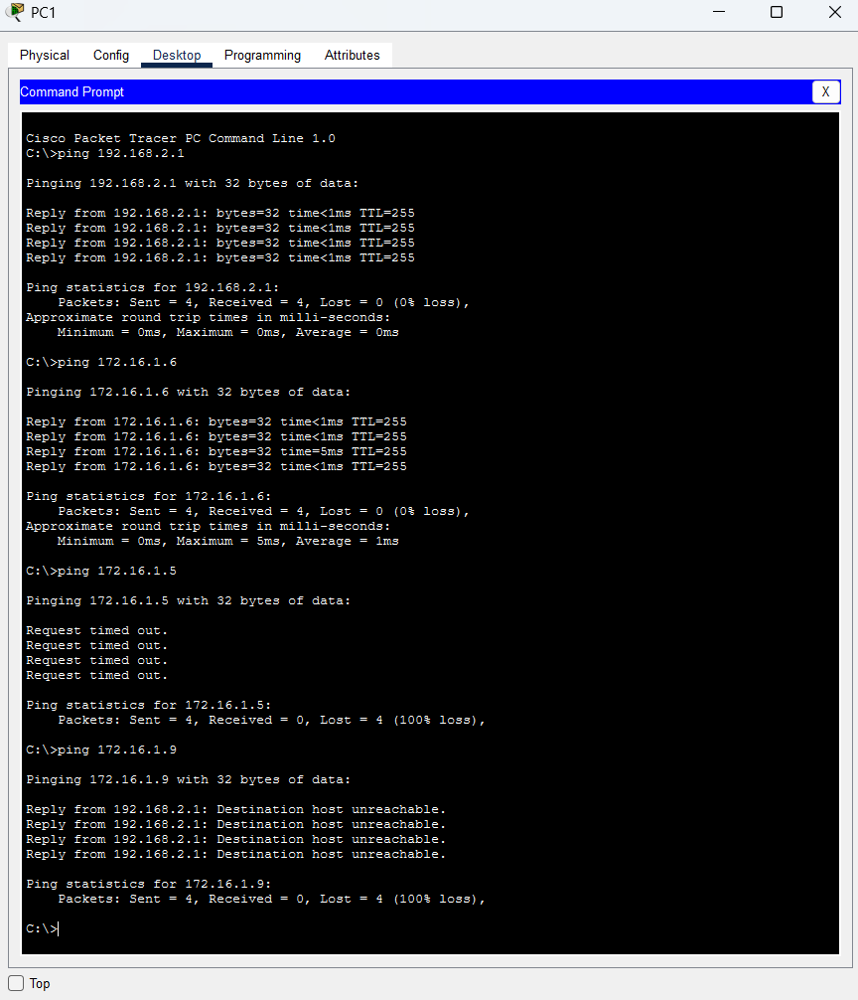 PC1
Physical Config Desktop Programming Attributes
Command Prompt X
Cisco Packet Tracer PC Command Line 1.0
C:\>ping 192.168.2.1
Pinging 192.168.2.1 with 32 bytes of data:
Reply from 192.168.2.1: bytes=32 time<1ms TTL=255
Reply from 192.168.2.1: bytes=32 time<1ms TTL=255
Reply from 192.168.2.1: bytes=32 time<1ms TTL=255
Reply from 192.168.2.1: bytes=32 time<1ms TTL=255
Ping statistics for 192.168.2.1:
    Packets: Sent = 4, Received = 4, Lost = 0 (0% loss),
Approximate round trip times in milli-seconds:
    Minimum = 0ms, Maximum = 0ms, Average = 0ms
C:\>ping 172.16.1.6
Pinging 172.16.1.6 with 32 bytes of data:
Reply from 172.16.1.6: bytes=32 time<1ms TTL=255
Reply from 172.16.1.6: bytes=32 time<1ms TTL=255
Reply from 172.16.1.6: bytes=32 time=5ms TTL=255
Reply from 172.16.1.6: bytes=32 time<1ms TTL=255
Ping statistics for 172.16.1.6:
    Packets: Sent = 4, Received = 4, Lost = 0 (0% loss),
Approximate round trip times in milli-seconds:
    Minimum = 0ms, Maximum = 5ms, Average = 1ms
C:\>ping 172.16.1.5
Pinging 172.16.1.5 with 32 bytes of data:
Request timed out.
Request timed out.
Request timed out.
Request timed out.
Ping statistics for 172.16.1.5:
    Packets: Sent = 4, Received = 0, Lost = 4 (100% loss),
C:\>ping 172.16.1.9
Pinging 172.16.1.9 with 32 bytes of data:
Reply from 192.168.2.1: Destination host unreachable.
Reply from 192.168.2.1: Destination host unreachable.
Reply from 192.168.2.1: Destination host unreachable.
Reply from 192.168.2.1: Destination host unreachable.
Ping statistics for 172.16.1.9:
    Packets: Sent = 4, Received = 0, Lost = 4 (100% loss),
C:\>
Top